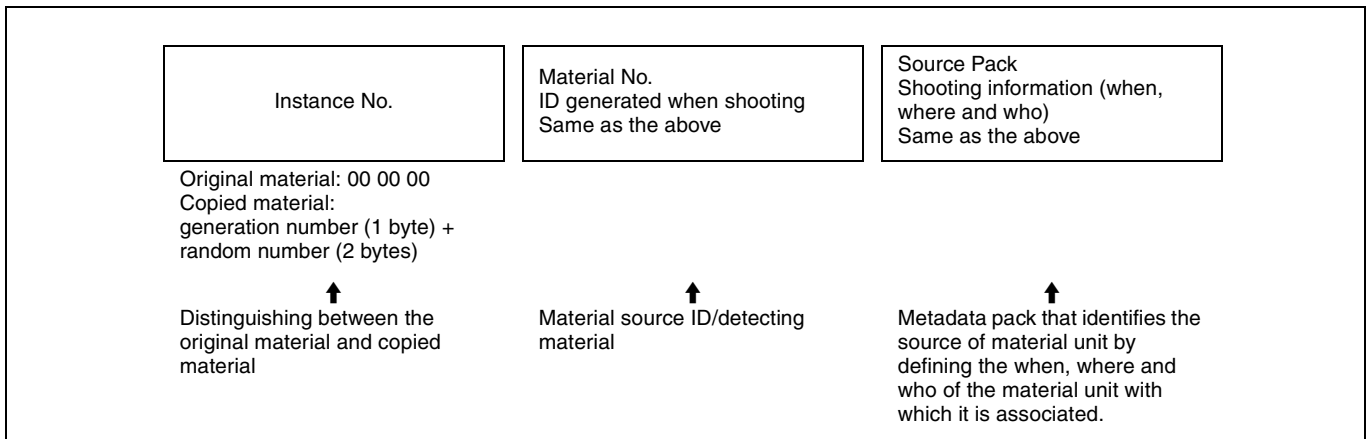 Instance No.
Original material: 00 00 00
Copied material:
generation number (1 byte) +
random number (2 bytes)
Distinguishing between the
original material and copied
material
Material No.
ID generated when shooting
Same as the above
Material source ID/detecting
material
Source Pack
Shooting information (when,
where and who)
Same as the above
Metadata pack that identifies the
source of material unit by
defining the when, where and
who of the material unit with
which it is associated.